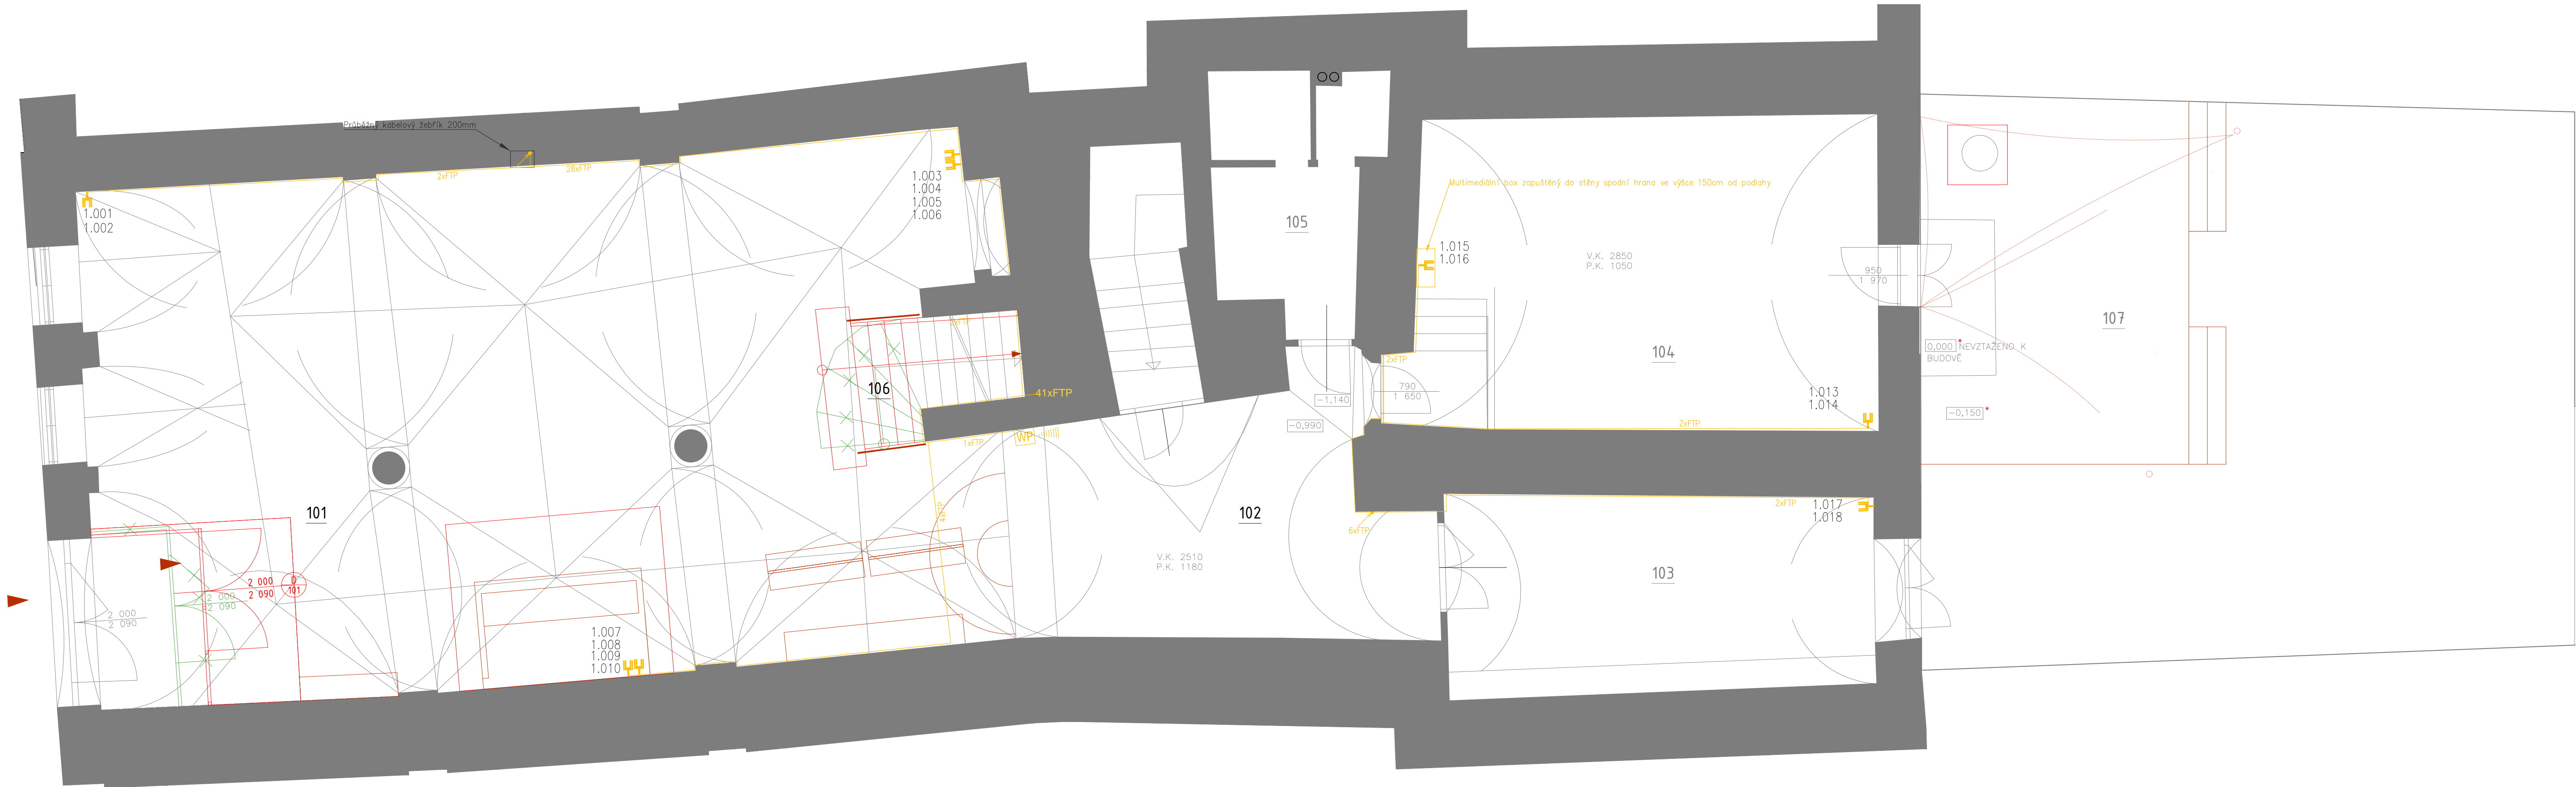 Průběžný kabelový žebřík 200mm
2xFTP
28xFTP
1.001
1.002
1.003
1.004
1.005
1.006
105
Multimediální box zapuštěný do stěny spodní hrana ve výšce 150cm od podlahy
1.015
1.016
V.K. 2850
P.K. 1050
950
1 970
107
0,000 * NEVZTAŽENO K
BUDOVĚ
-0,150 *
2xFTP
106
41xFTP
104
2xFTP
790
1 650
1.013
1.014
2xFTP
-1,140
-0,990
1xFTP
WP
4xFTP
101
102
V.K. 2510
P.K. 1180
6xFTP
2xFTP
1.017
1.018
103
2 000
2 090
D
101
2 000
2 090
2 000
2 090
1.007
1.008
1.009
1.010